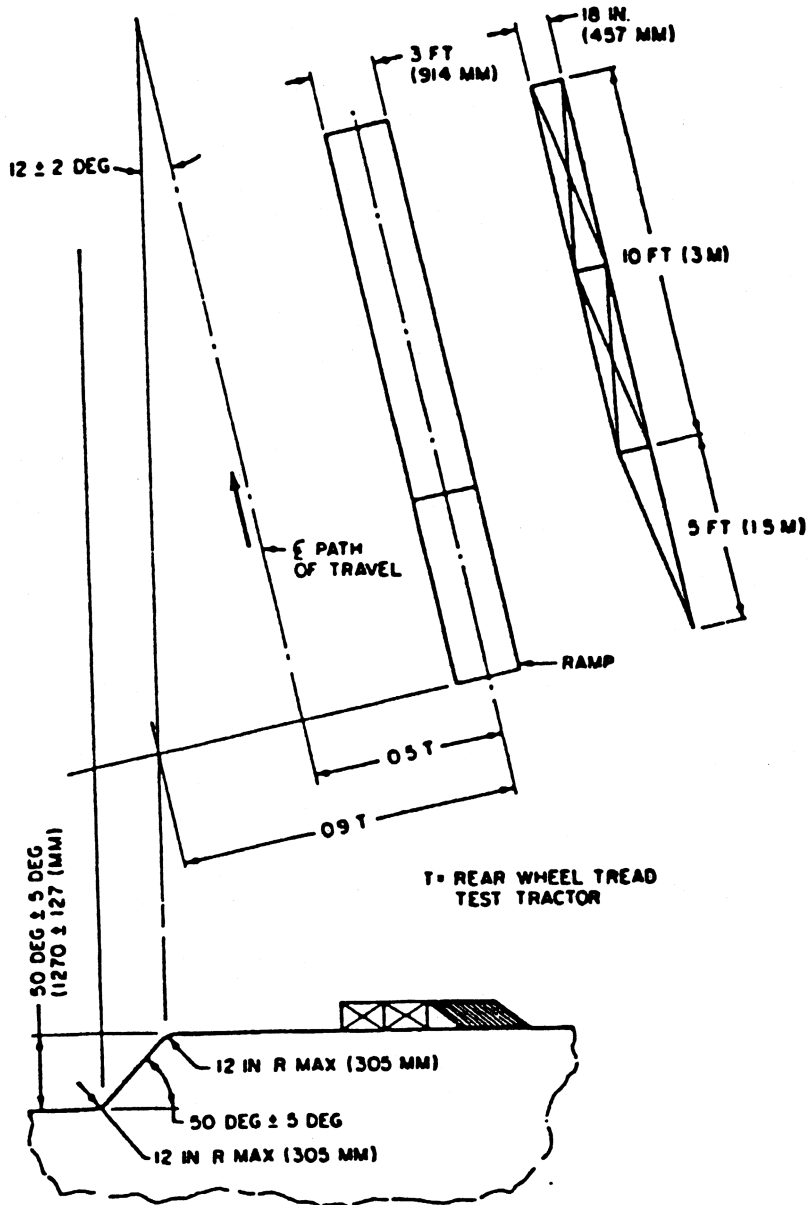 18 IN.
(457 MM)
3 FT
(914 MM)
12 ± 2 DEG
10 FT (3 M)
5 FT (1 5 M)
℄ PATH
OF TRAVEL
RAMP
0 5 T
0 9 T
T= REAR WHEEL TREAD
TEST TRACTOR
50 DEG ± 5 DEG
(1270 ± 127 (MM)
12 IN R MAX (305 MM)
50 DEG ± 5 DEG
12 IN R MAX (305 MM)